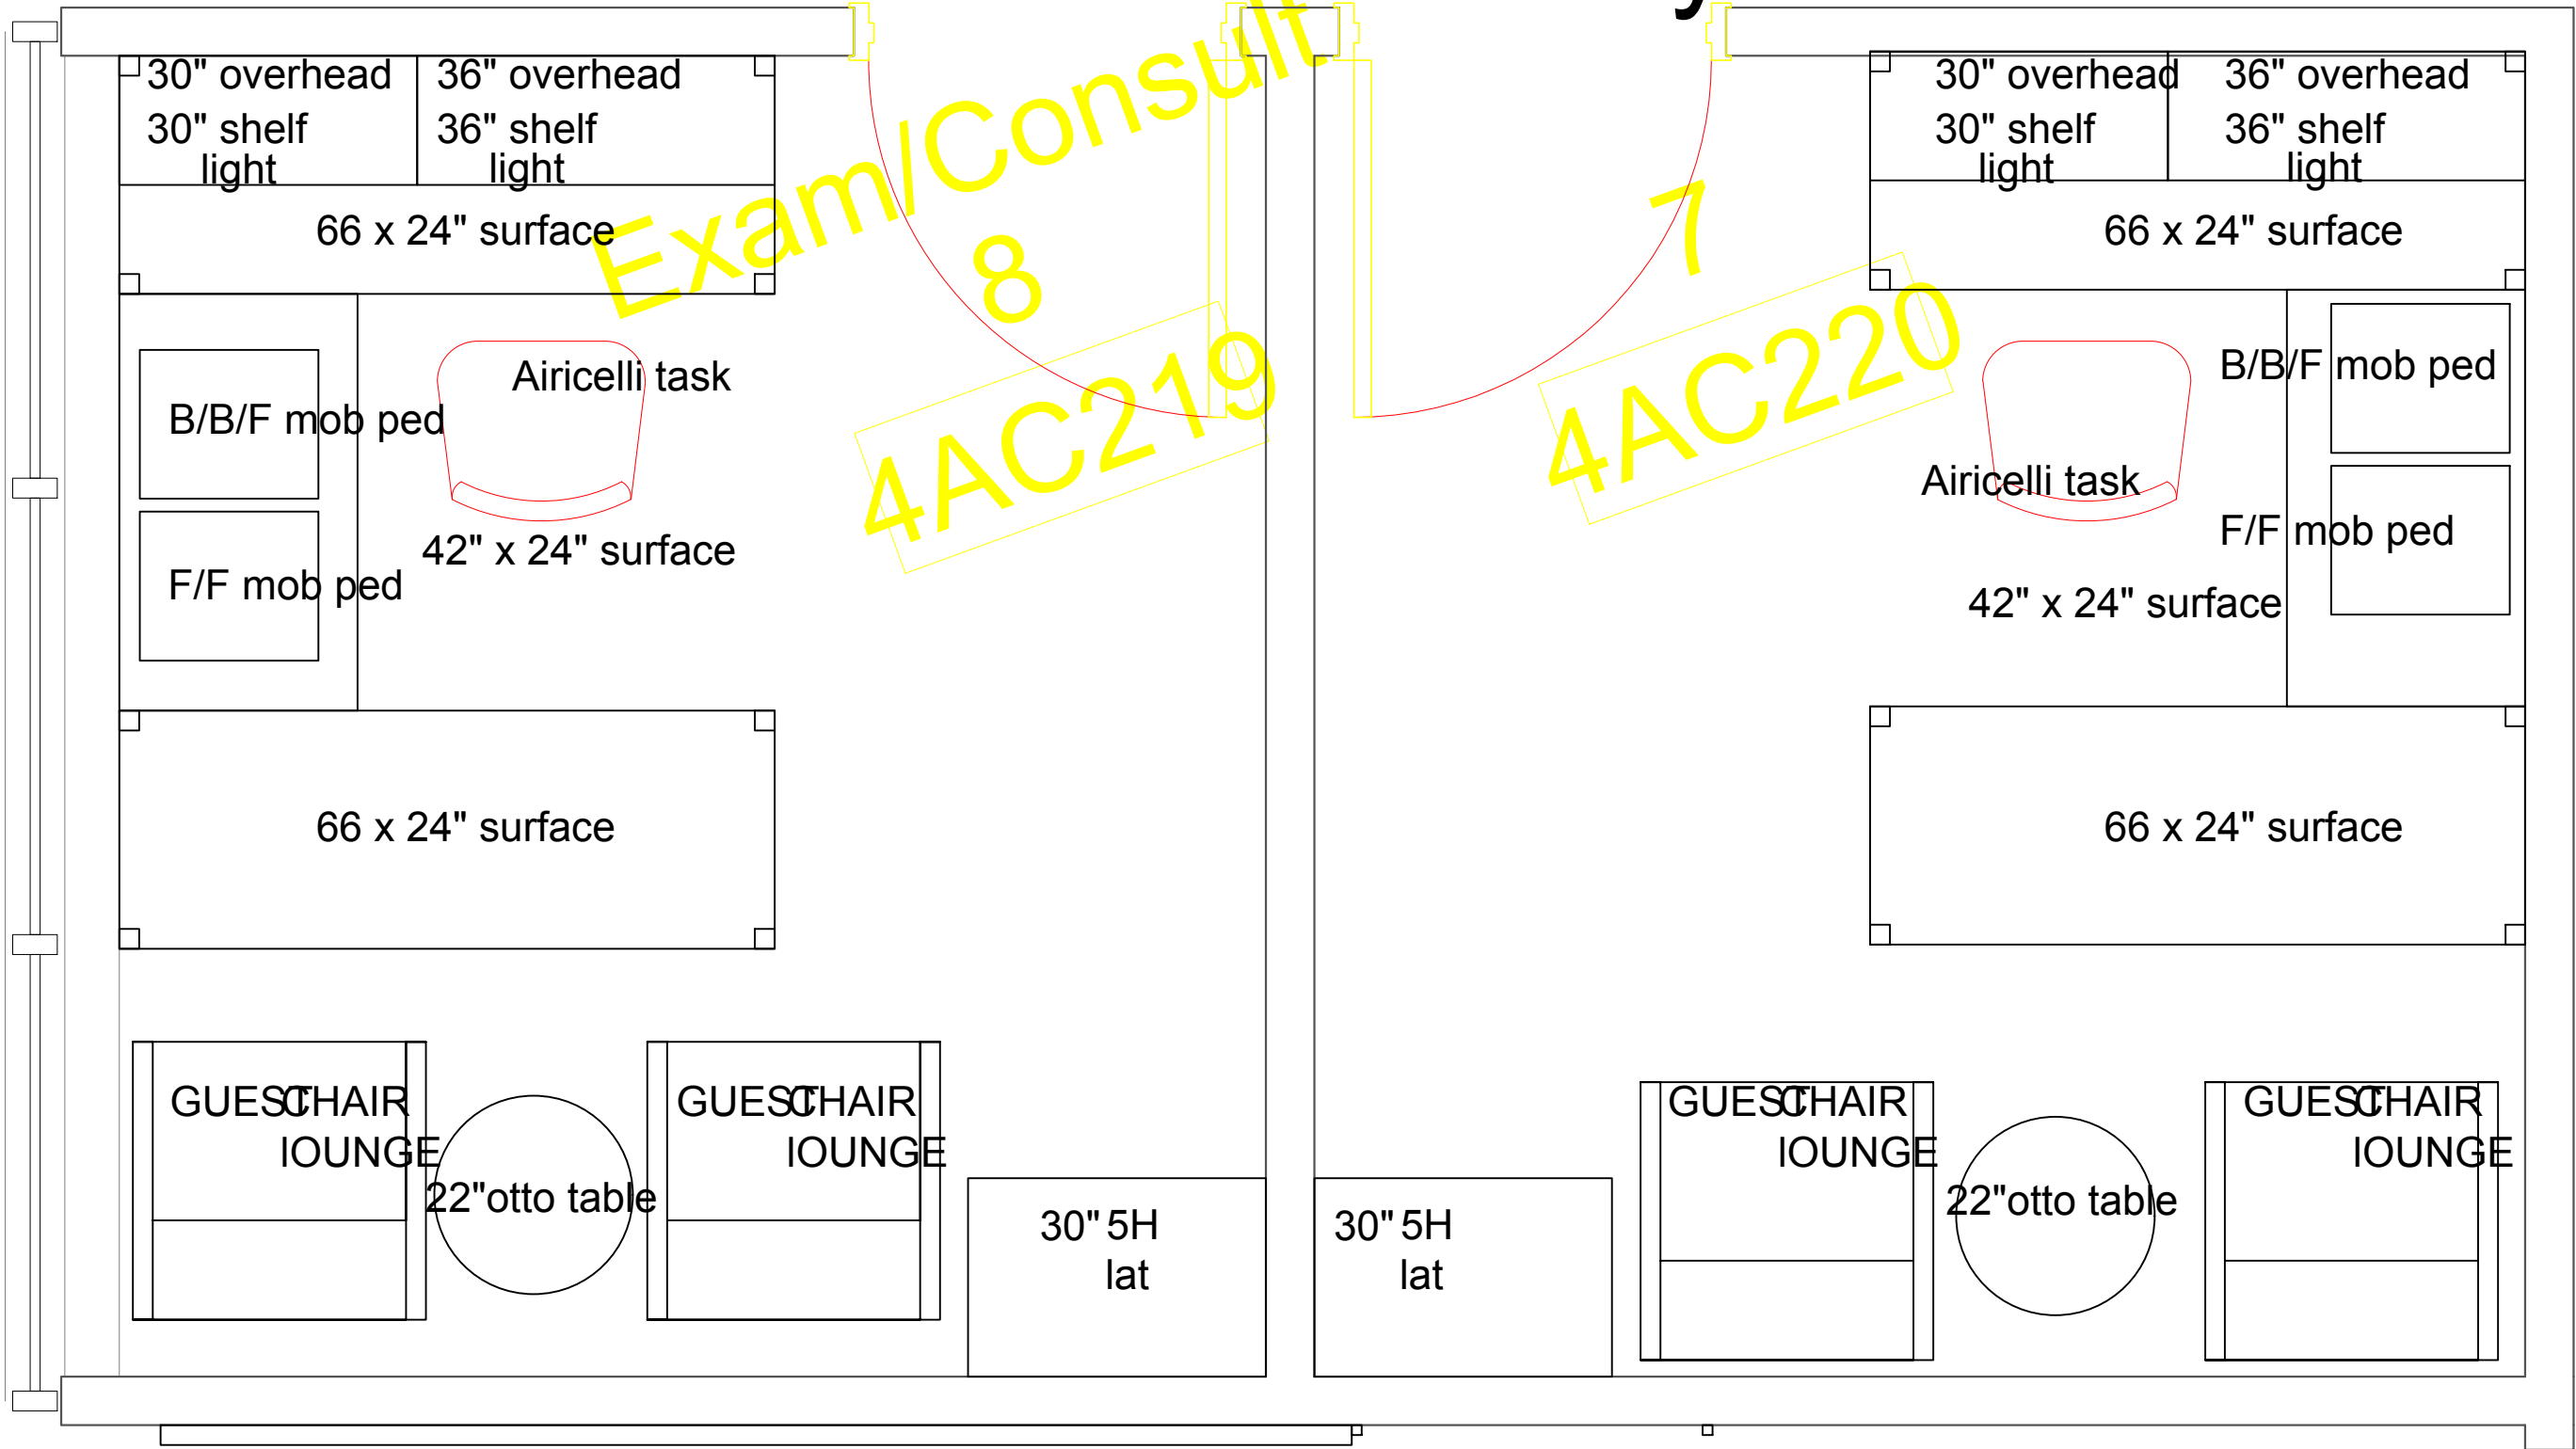 y
30" overhead
36" overhead
30" shelf
36" shelf
light
light
66 x 24" surface
B/B/F mob ped
Airicelli task
42" x 24" surface
F/F mob ped
66 x 24" surface
GUEST CHAIR
lOUNGE
22"otto table
GUEST CHAIR
lOUNGE
30" 5H
lat
Exam/Consult
8
4AC219
7
4AC220
30" overhead
36" overhead
30" shelf
36" shelf
light
light
66 x 24" surface
B/B/F mob ped
Airicelli task
F/F mob ped
42" x 24" surface
66 x 24" surface
30" 5H
lat
GUEST CHAIR
lOUNGE
22"otto table
GUEST CHAIR
lOUNGE